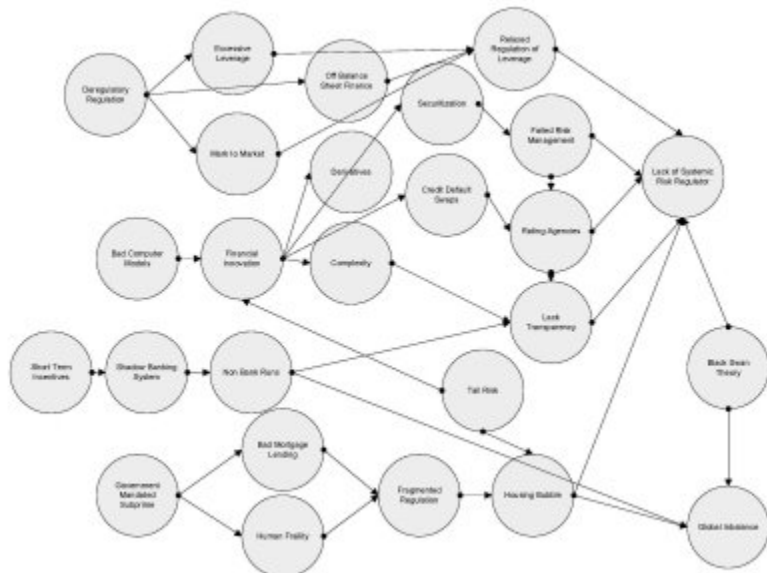 Excessive
Leverage
Relaxed
Regulation of
Leverage
Deregulatory
Regulation
Off Balance
Sheet Finance
Securitization
Mark to Market
Failed Risk
Management
Derivatives
Credit Default
Swaps
Lack of Systemic
Risk Regulator
Rating Agencies
Bad Computer
Models
Financial
Innovation
Complexity
Lack
Transparency
Short Term
Incentives
Shadow Banking
System
Non Bank Runs
Tail Risk
Black Swan
Theory
Bad Mortgage
Lending
Government
Mandated
Subprime
Fragmented
Regulation
Housing Bubble
Human Frailty
Global Imbalance